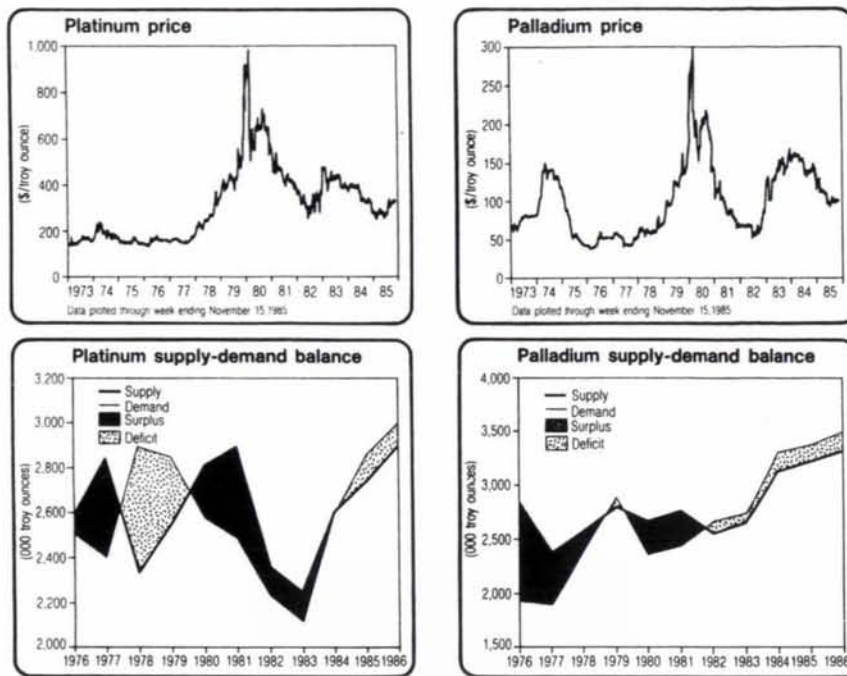 Platinum price
1,000
800
600
400
200
0
($/troy ounce)
1973 74 75 76 77 78 79 80 81 82 83 84 85
Data plotted through week ending November 15,1985
Palladium price
300
250
200
150
100
50
0
($/troy ounce)
1973 74 75 76 77 78 79 80 81 82 83 84 85
Data plotted through week ending November 15,1985
Platinum supply-demand balance
3,200
3,000
2,800
2,600
2,400
2,200
2,000
(000 troy ounces)
Supply
Demand
Surplus
Deficit
1976 1977 1978 1979 1980 1981 1982 1983 1984 1985 1986
Palladium supply-demand balance
4,000
3,500
3,000
2,500
2,000
1,500
(000 troy ounces)
Supply
Demand
Surplus
Deficit
1976 1977 1978 1979 1980 1981 1982 1983 1984 1985 1986